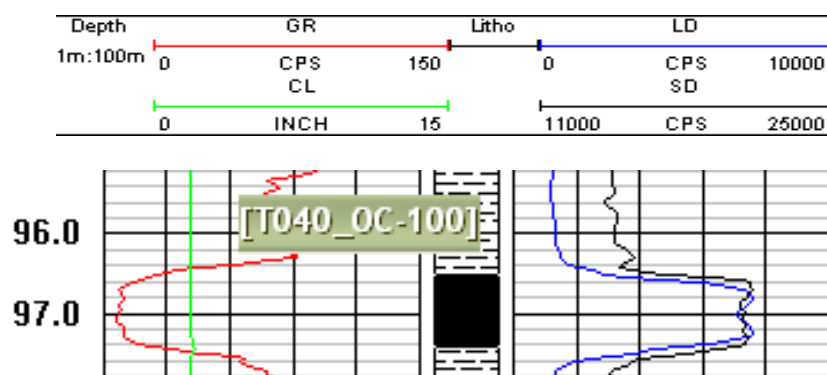 Depth GR Litho LD
1m:100m 0 CPS 150 0 CPS 10000
CL SD
0 INCH 15 11000 CPS 25000
[T040_OC-100]
96.0
97.0